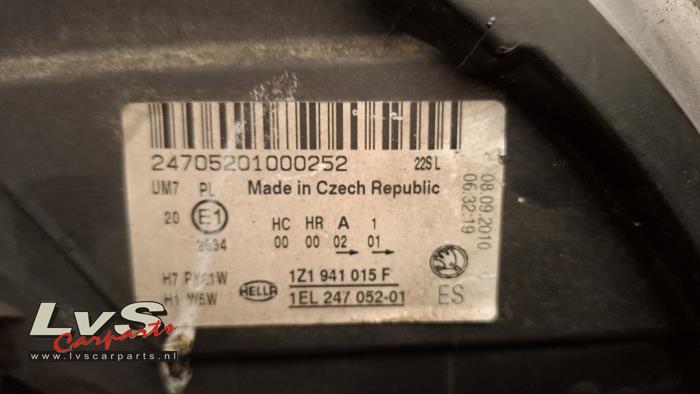 24705201000252 22S L
UM7 PL Made in Czech Republic
20 E1 HC HR A 1
2634 00 00 02 01
H7 PY21W 1Z1 941 015 F
H1 W5W HELLA 1EL 247 052-01 ES
08.09.2010
06:32:19
LvS
Carparts
www.lvscarparts.nl